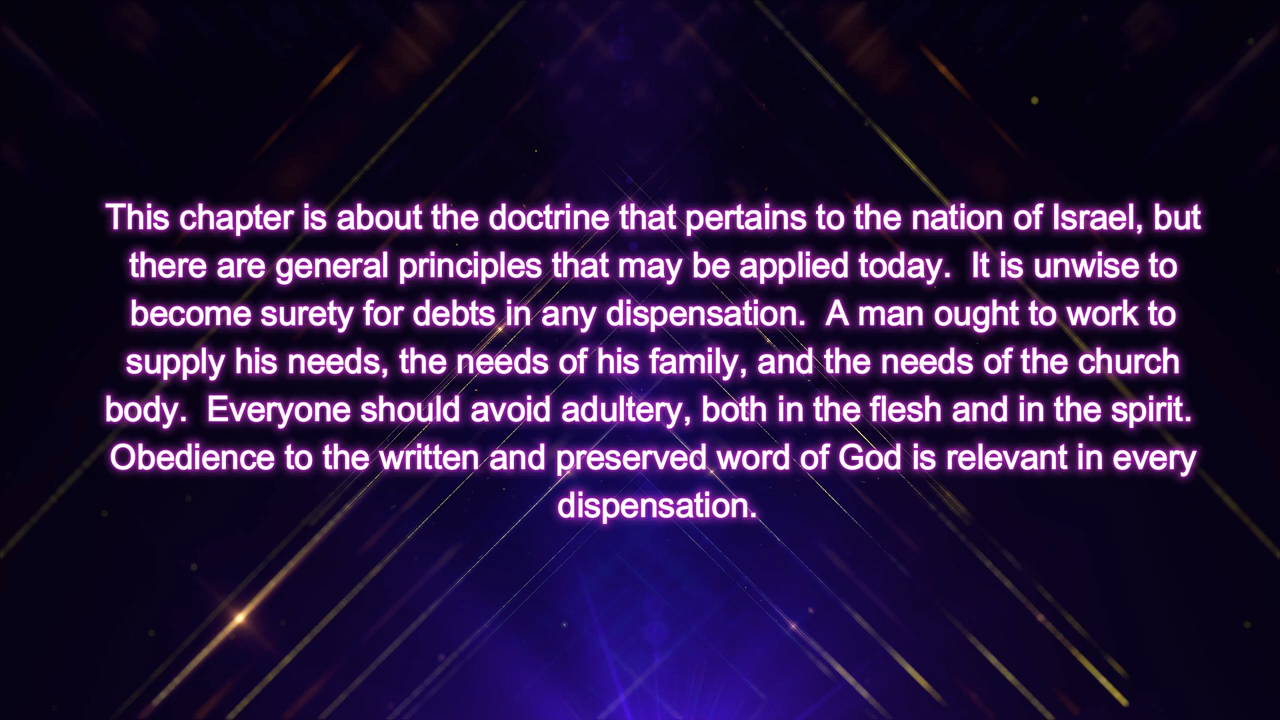 This chapter is about the doctrine that pertains to the nation of Israel, but
there are general principles that may be applied today.  It is unwise to
become surety for debts in any dispensation.  A man ought to work to
supply his needs, the needs of his family, and the needs of the church
body.  Everyone should avoid adultery, both in the flesh and in the spirit.
Obedience to the written and preserved word of God is relevant in every
dispensation.